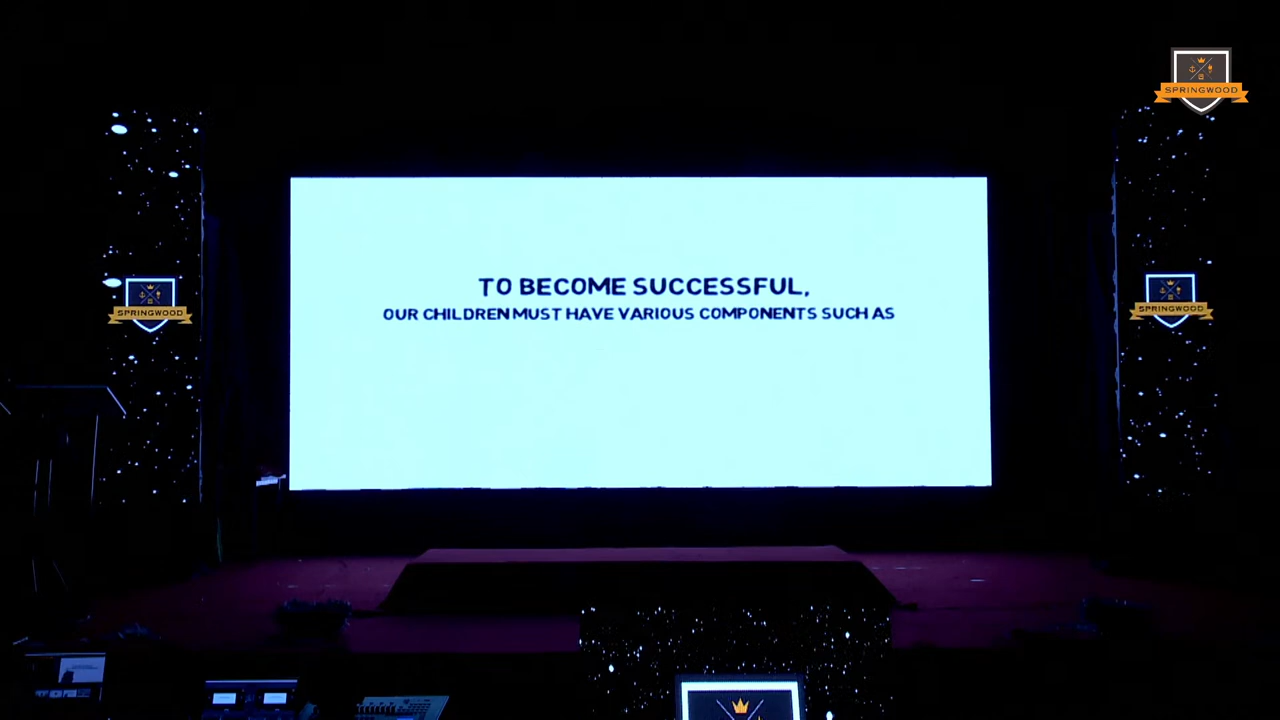 SPRINGWOOD
TO BECOME SUCCESSFUL,
OUR CHILDREN MUST HAVE VARIOUS COMPONENTS SUCH AS
SPRINGWOOD
SPRINGWOOD